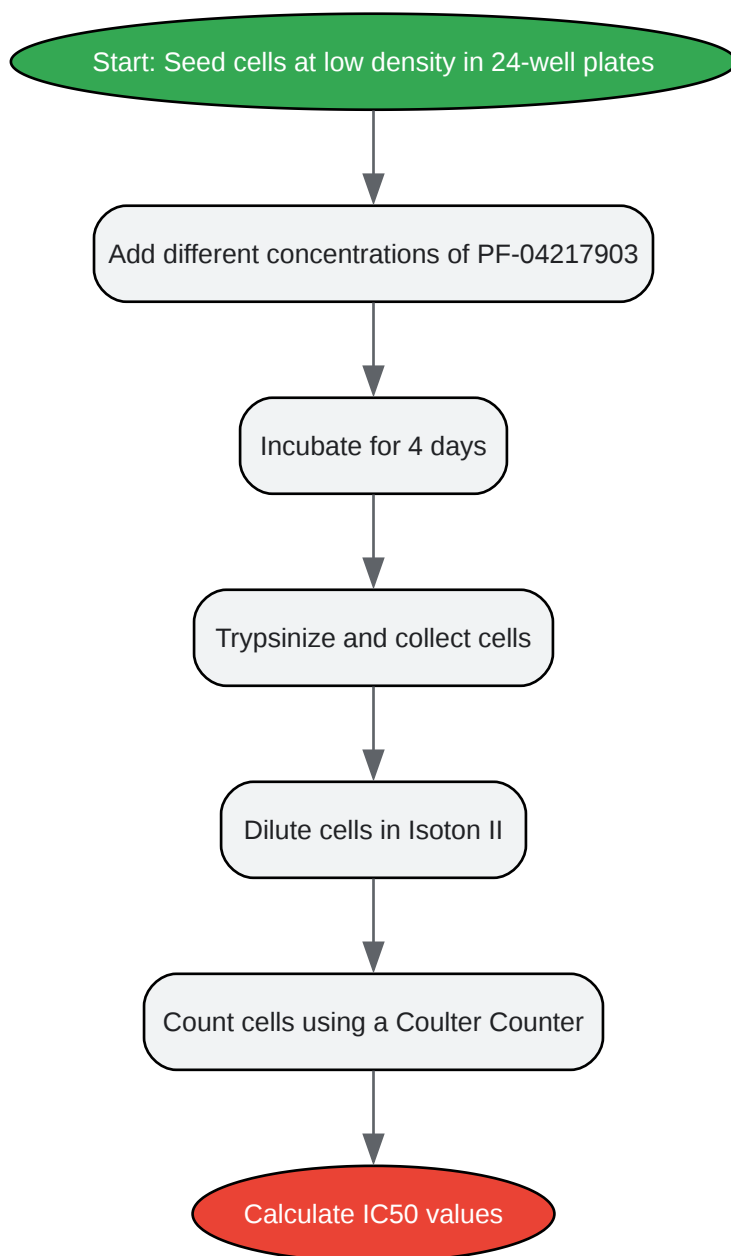 Start: Seed cells at low density in 24-well plates
Add different concentrations of PF-04217903
Incubate for 4 days
Trypsinize and collect cells
Dilute cells in Isoton II
Count cells using a Coulter Counter
Calculate IC50 values